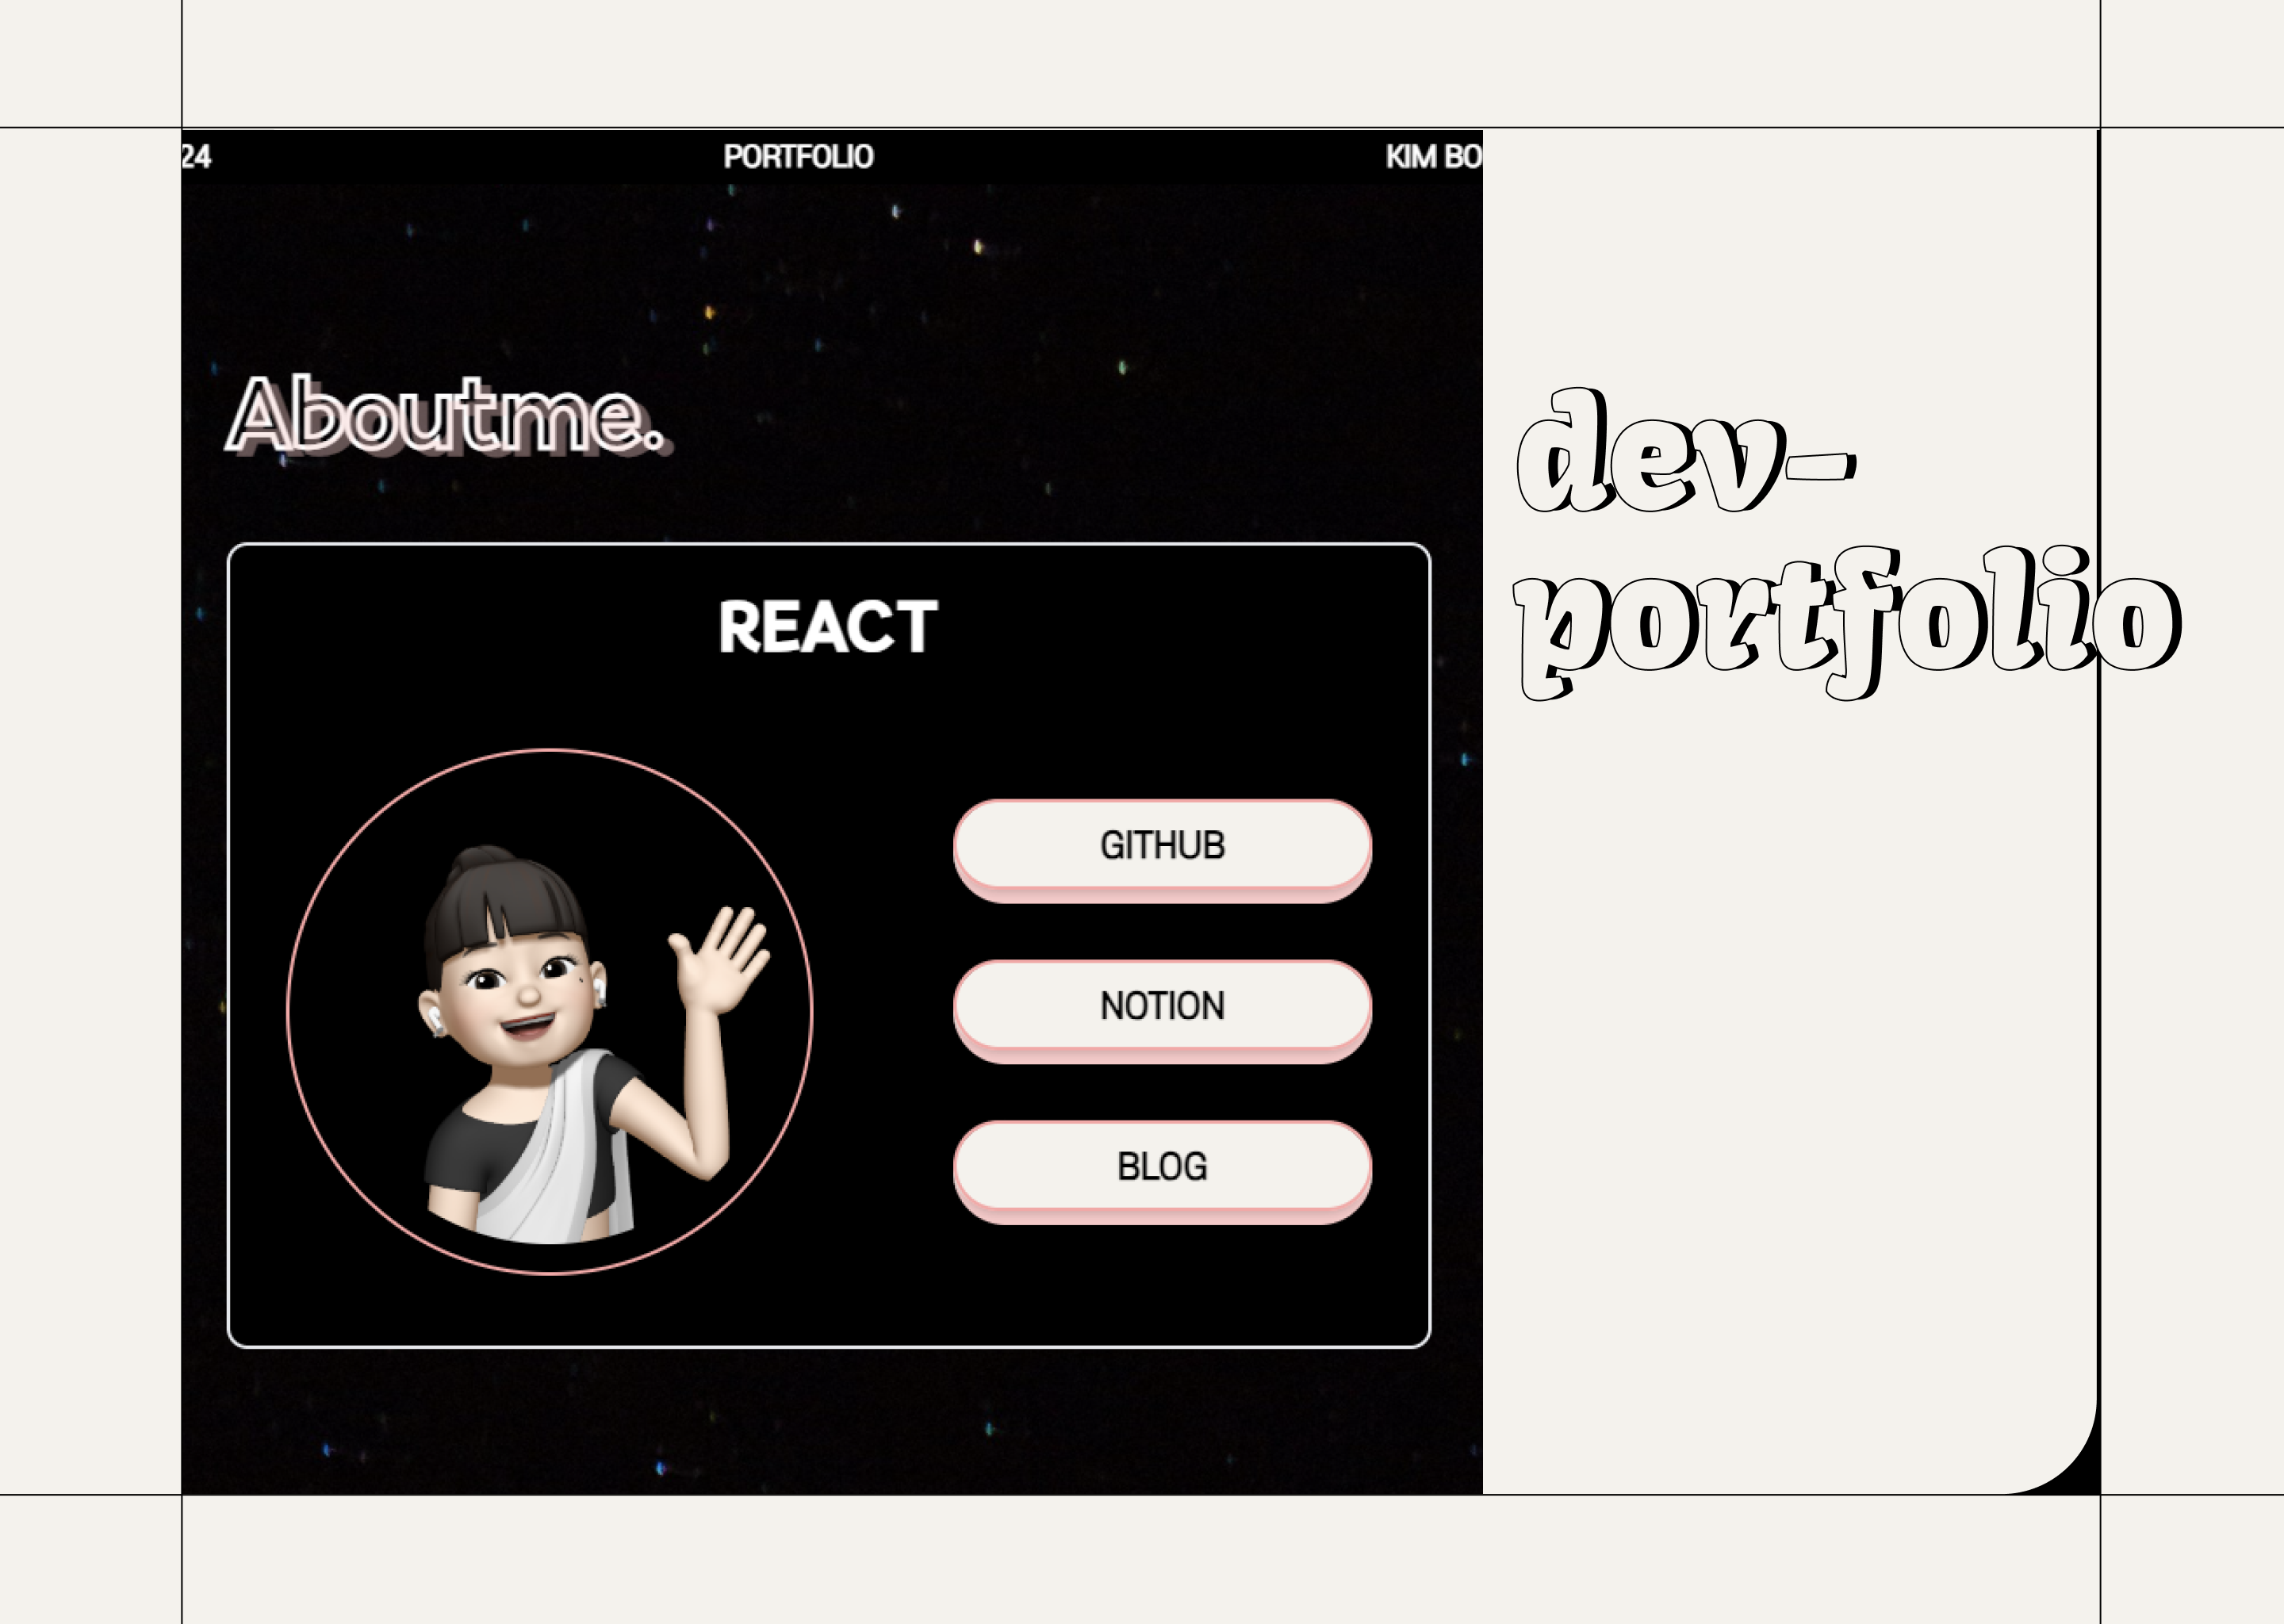 24 PORTFOLIO KIM BO
Aboutme.
REACT
GITHUB
NOTION
BLOG
dev-
portfolio